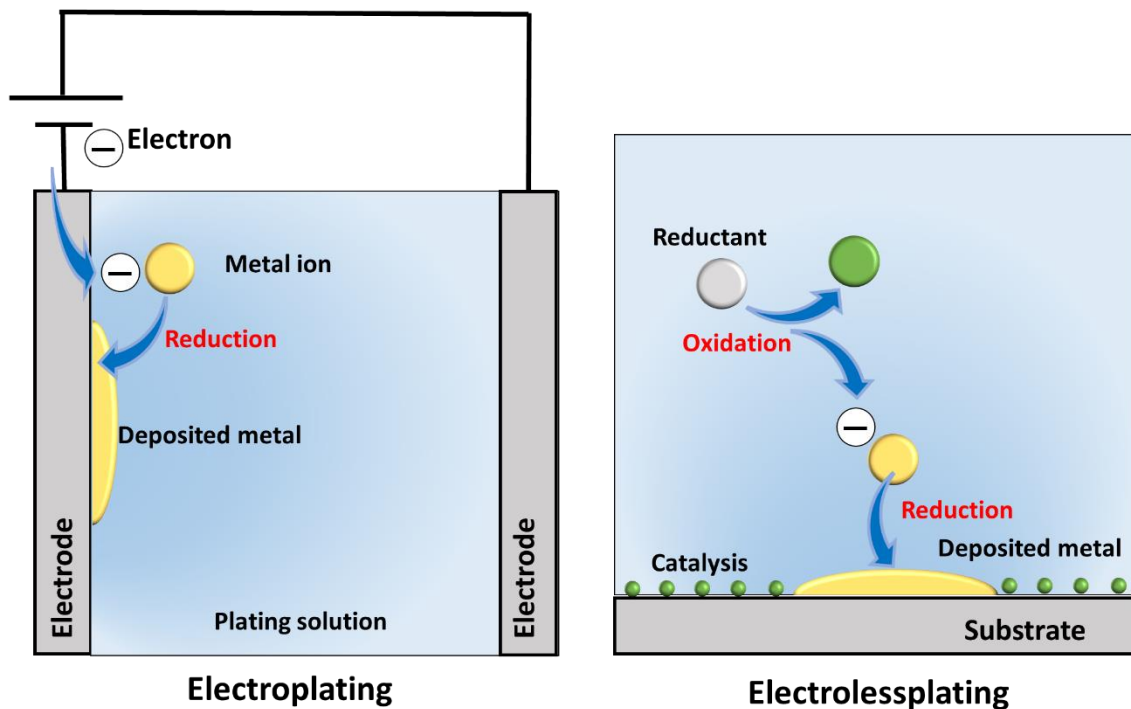 Electron
Metal ion
Reduction
Deposited metal
Electrode
Electrode
Plating solution
Electroplating
Reductant
Oxidation
Reduction
Catalysis
Deposited metal
Substrate
Electrolessplating